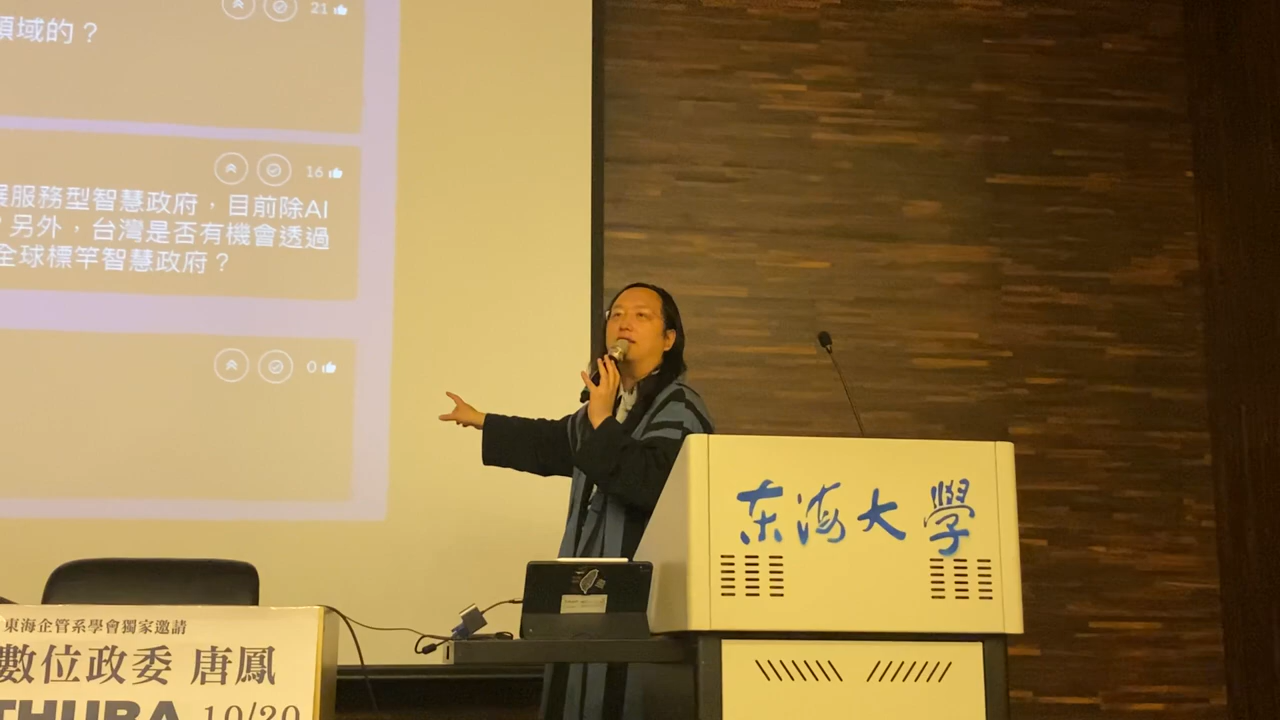 21
領域的？
16
展服務型智慧政府，目前除AI
？另外，台灣是否有機會透過
全球標竿智慧政府？
0
东海大學
東海企管系學會獨家邀請
數位政委 唐鳳
THUBA 10/20